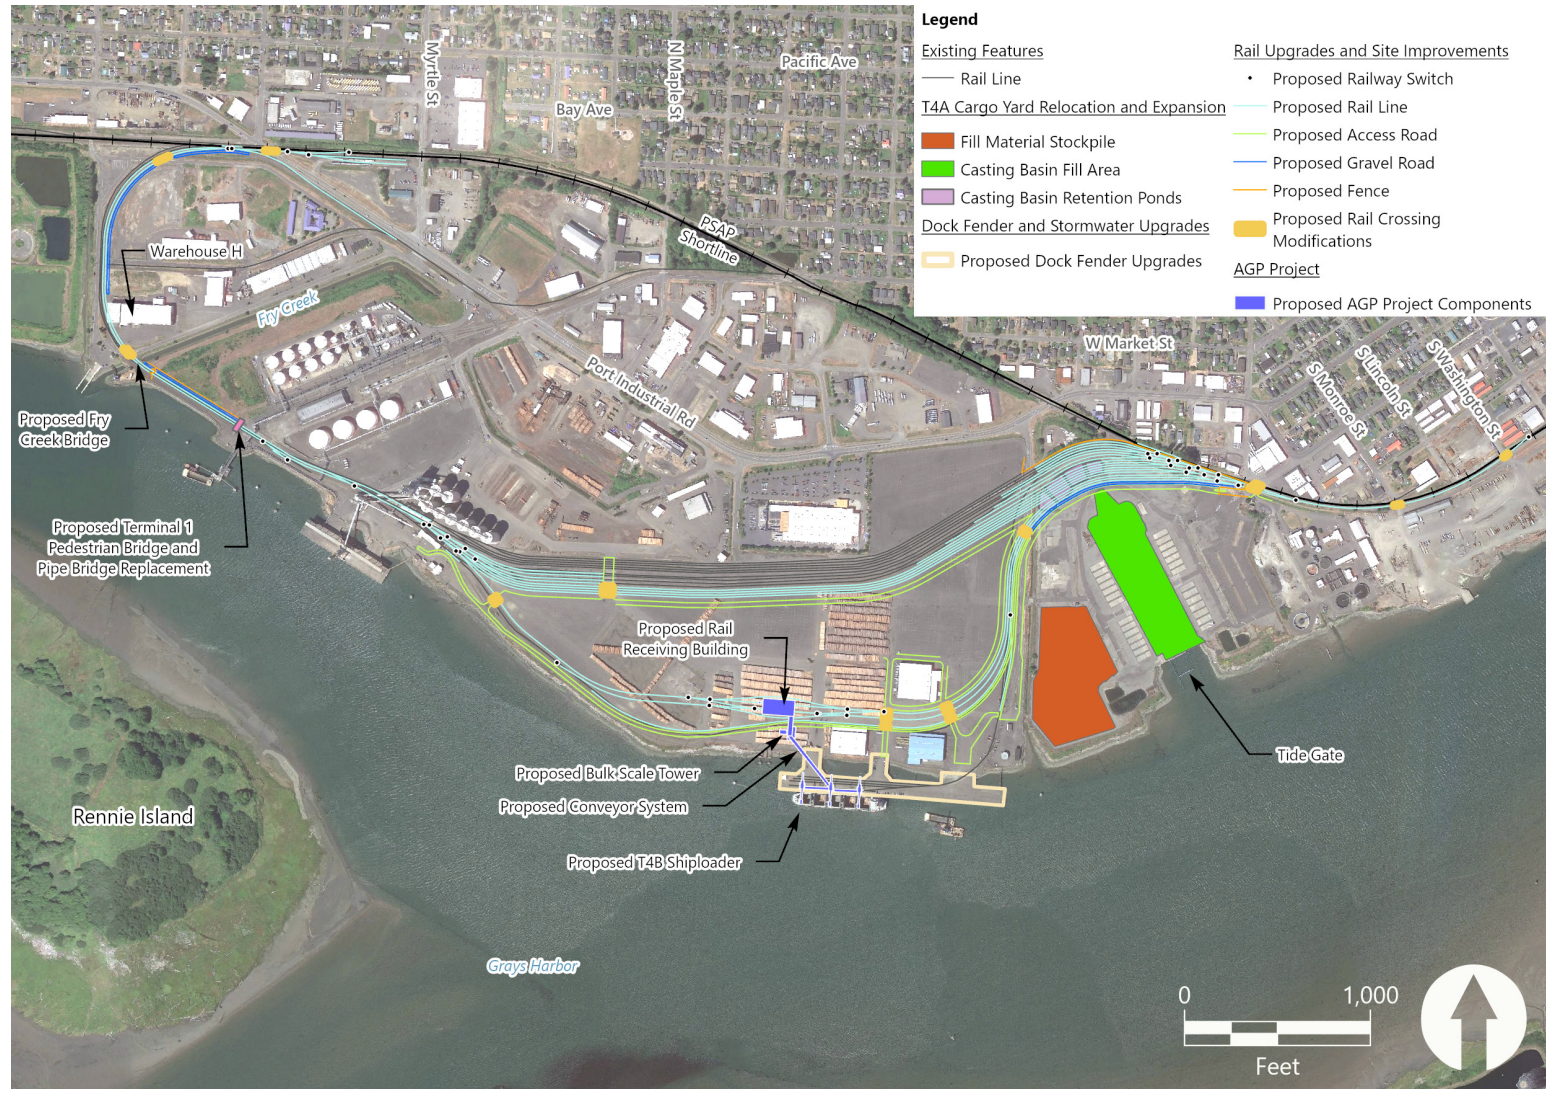 Legend
Existing Features
Rail Line
T4A Cargo Yard Relocation and Expansion
Fill Material Stockpile
Casting Basin Fill Area
Casting Basin Retention Ponds
Dock Fender and Stormwater Upgrades
Proposed Dock Fender Upgrades
Rail Upgrades and Site Improvements
Proposed Railway Switch
Proposed Rail Line
Proposed Access Road
Proposed Gravel Road
Proposed Fence
Proposed Rail Crossing
Modifications
AGP Project
Proposed AGP Project Components
Myrtle St
N Maple St
Pacific Ave
Bay Ave
PSAP
Shortline
Warehouse H
Fry Creek
W Market St
S Monroe St
S Lincoln St
S Washington St
Port Industrial Rd
Proposed Fry
Creek Bridge
Proposed Terminal 1
Pedestrian Bridge and
Pipe Bridge Replacement
Proposed Rail
Receiving Building
Proposed Bulk Scale Tower
Proposed Conveyor System
Proposed T4B Shiploader
Tide Gate
Rennie Island
Grays Harbor
0 1,000
Feet